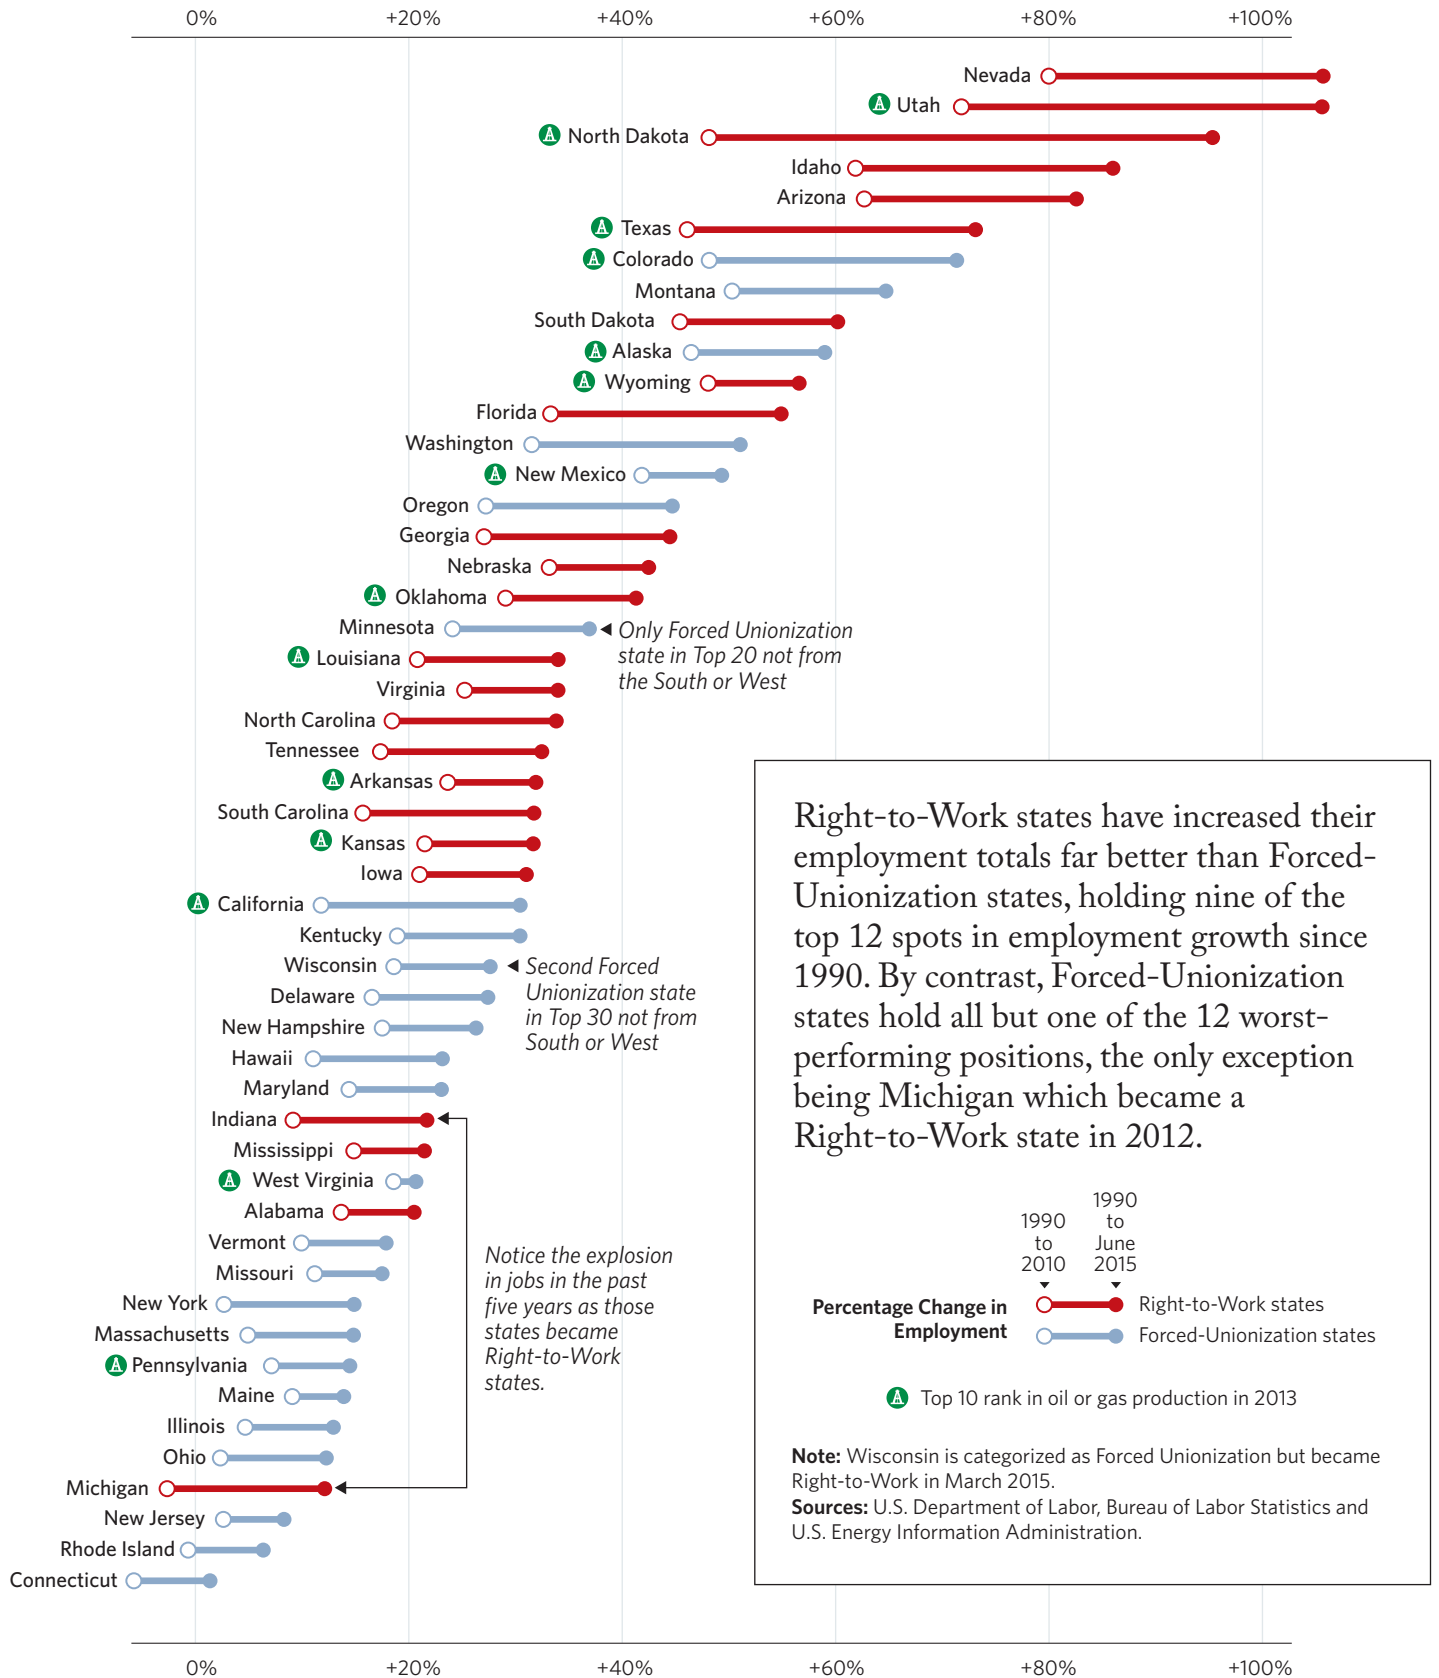 0% +20% +40% +60% +80% +100%
Nevada
Utah
North Dakota
Idaho
Arizona
Texas
Colorado
Montana
South Dakota
Alaska
Wyoming
Florida
Washington
New Mexico
Oregon
Georgia
Nebraska
Oklahoma
Minnesota
Only Forced Unionization
state in Top 20 not from
the South or West
Louisiana
Virginia
North Carolina
Tennessee
Arkansas
South Carolina
Kansas
Iowa
California
Kentucky
Wisconsin
Second Forced
Unionization state
in Top 30 not from
South or West
Delaware
New Hampshire
Hawaii
Maryland
Indiana
Mississippi
West Virginia
Alabama
Vermont
Missouri
New York
Massachusetts
Pennsylvania
Maine
Illinois
Ohio
Michigan
New Jersey
Rhode Island
Connecticut
Notice the explosion
in jobs in the past
five years as those
states became
Right-to-Work
states.
Right-to-Work states have increased their
employment totals far better than Forced-
Unionization states, holding nine of the
top 12 spots in employment growth since
1990. By contrast, Forced-Unionization
states hold all but one of the 12 worst-
performing positions, the only exception
being Michigan which became a
Right-to-Work state in 2012.
1990
to
2010
1990
to
June
2015
Percentage Change in
Employment
Right-to-Work states
Forced-Unionization states
Top 10 rank in oil or gas production in 2013
Note: Wisconsin is categorized as Forced Unionization but became
Right-to-Work in March 2015.
Sources: U.S. Department of Labor, Bureau of Labor Statistics and
U.S. Energy Information Administration.
0% +20% +40% +60% +80% +100%